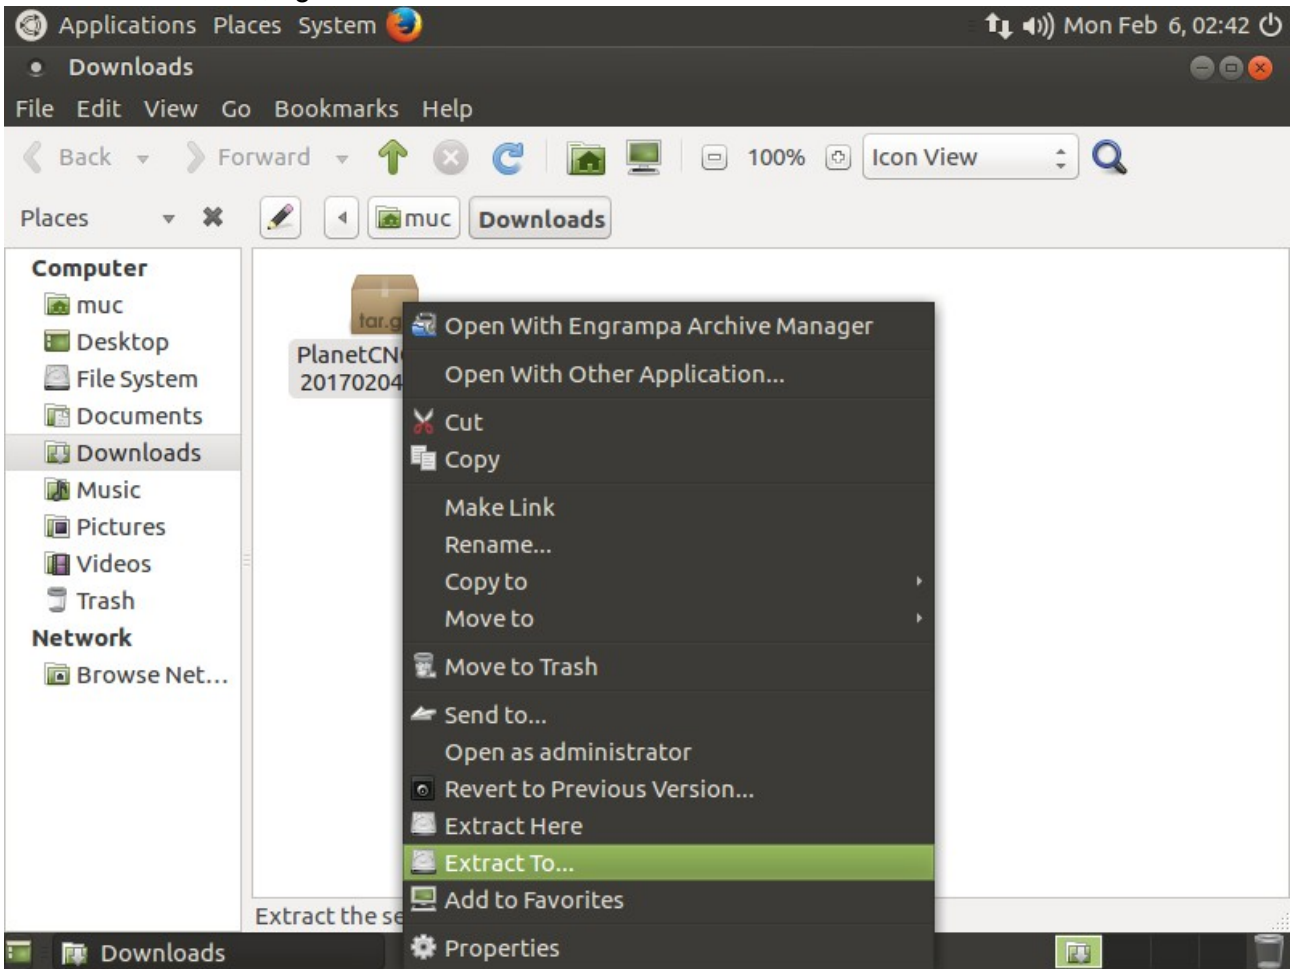 Applications Places System Mon Feb 6, 02:42
Downloads
File Edit View Go Bookmarks Help
Back Forward 100% Icon View
Places muc Downloads
Computer
muc
Desktop
File System
Documents
Downloads
Music
Pictures
Videos
Trash
Network
Browse Net...
tar.g
PlanetCN
20170204
Open With Engrampa Archive Manager
Open With Other Application...
Cut
Copy
Make Link
Rename...
Copy to
Move to
Move to Trash
Send to...
Open as administrator
Revert to Previous Version...
Extract Here
Extract To...
Add to Favorites
Properties
Extract the se
Downloads